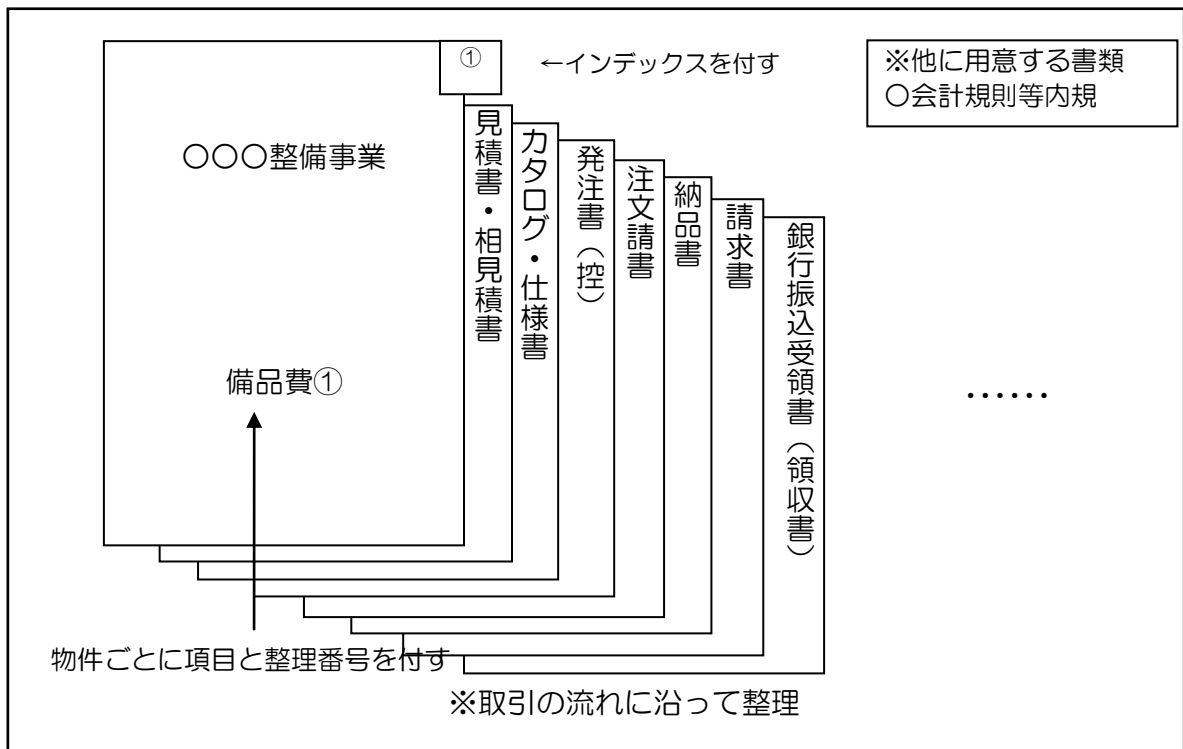 ①
←インデックスを付す
※他に用意する書類
〇会計規則等内規
〇〇〇整備事業
備品費①
見積書・相見積書
カタログ・仕様書
発注書（控）
注文請書
納品書
請求書
銀行振込受領書（領収書）
……
物件ごとに項目と整理番号を付す
※取引の流れに沿って整理